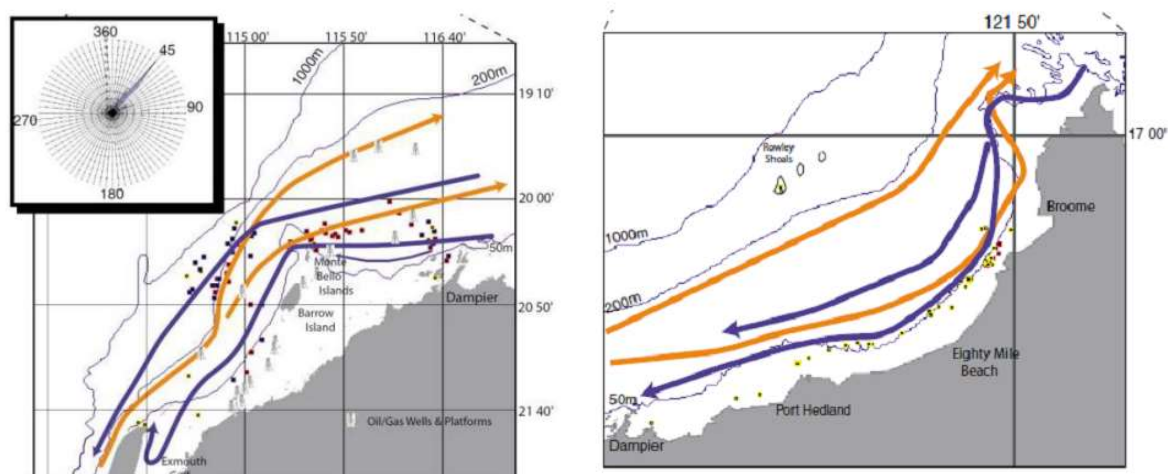 360
45
90
270
180
115 00'
115 50'
116 40'
1000m
200m
19 10'
20 00'
50m
Monte
Bello
Islands
Dampier
Barrow
Island
20 50'
21 40'
Oil/Gas Wells & Platforms
Exmouth
121 50'
17 00'
Rowley
Shoals
Broome
1000m
200m
Eighty Mile
Beach
50m
Port Hedland
Dampier